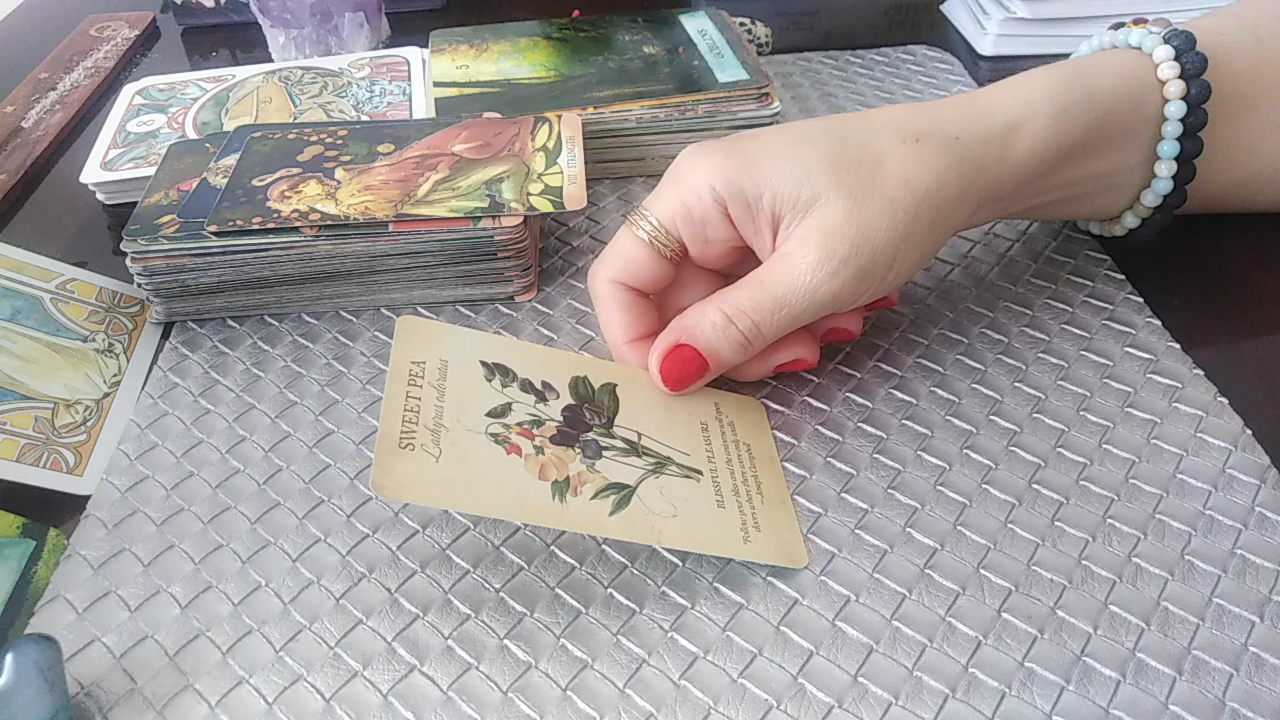 SWEET PEA
Lathyrus odoratus
BLISSFUL PLEASURE
"Follow your bliss and the universe will open
doors where there were only walls."
—Joseph Campbell
VIII / STRENGTH
5
8